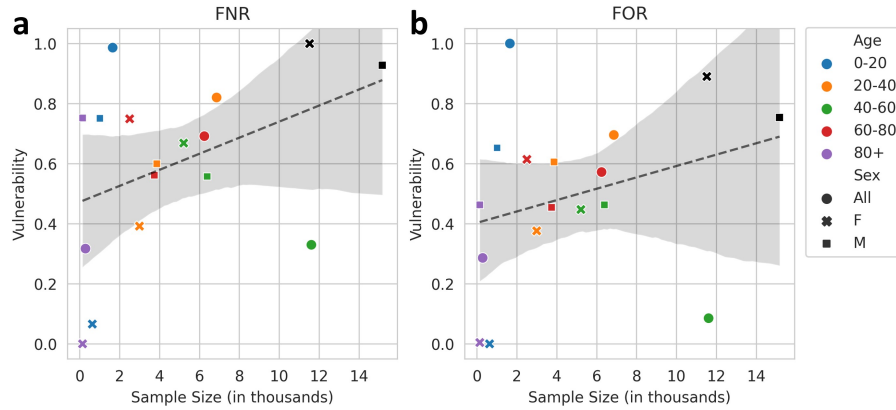 a
FNR
1.0
0.8
0.6
0.4
0.2
0.0
Vulnerability
0 2 4 6 8 10 12 14
Sample Size (in thousands)
b
FOR
1.0
0.8
0.6
0.4
0.2
0.0
Vulnerability
0 2 4 6 8 10 12 14
Sample Size (in thousands)
Age
0-20
20-40
40-60
60-80
80+
Sex
All
F
M